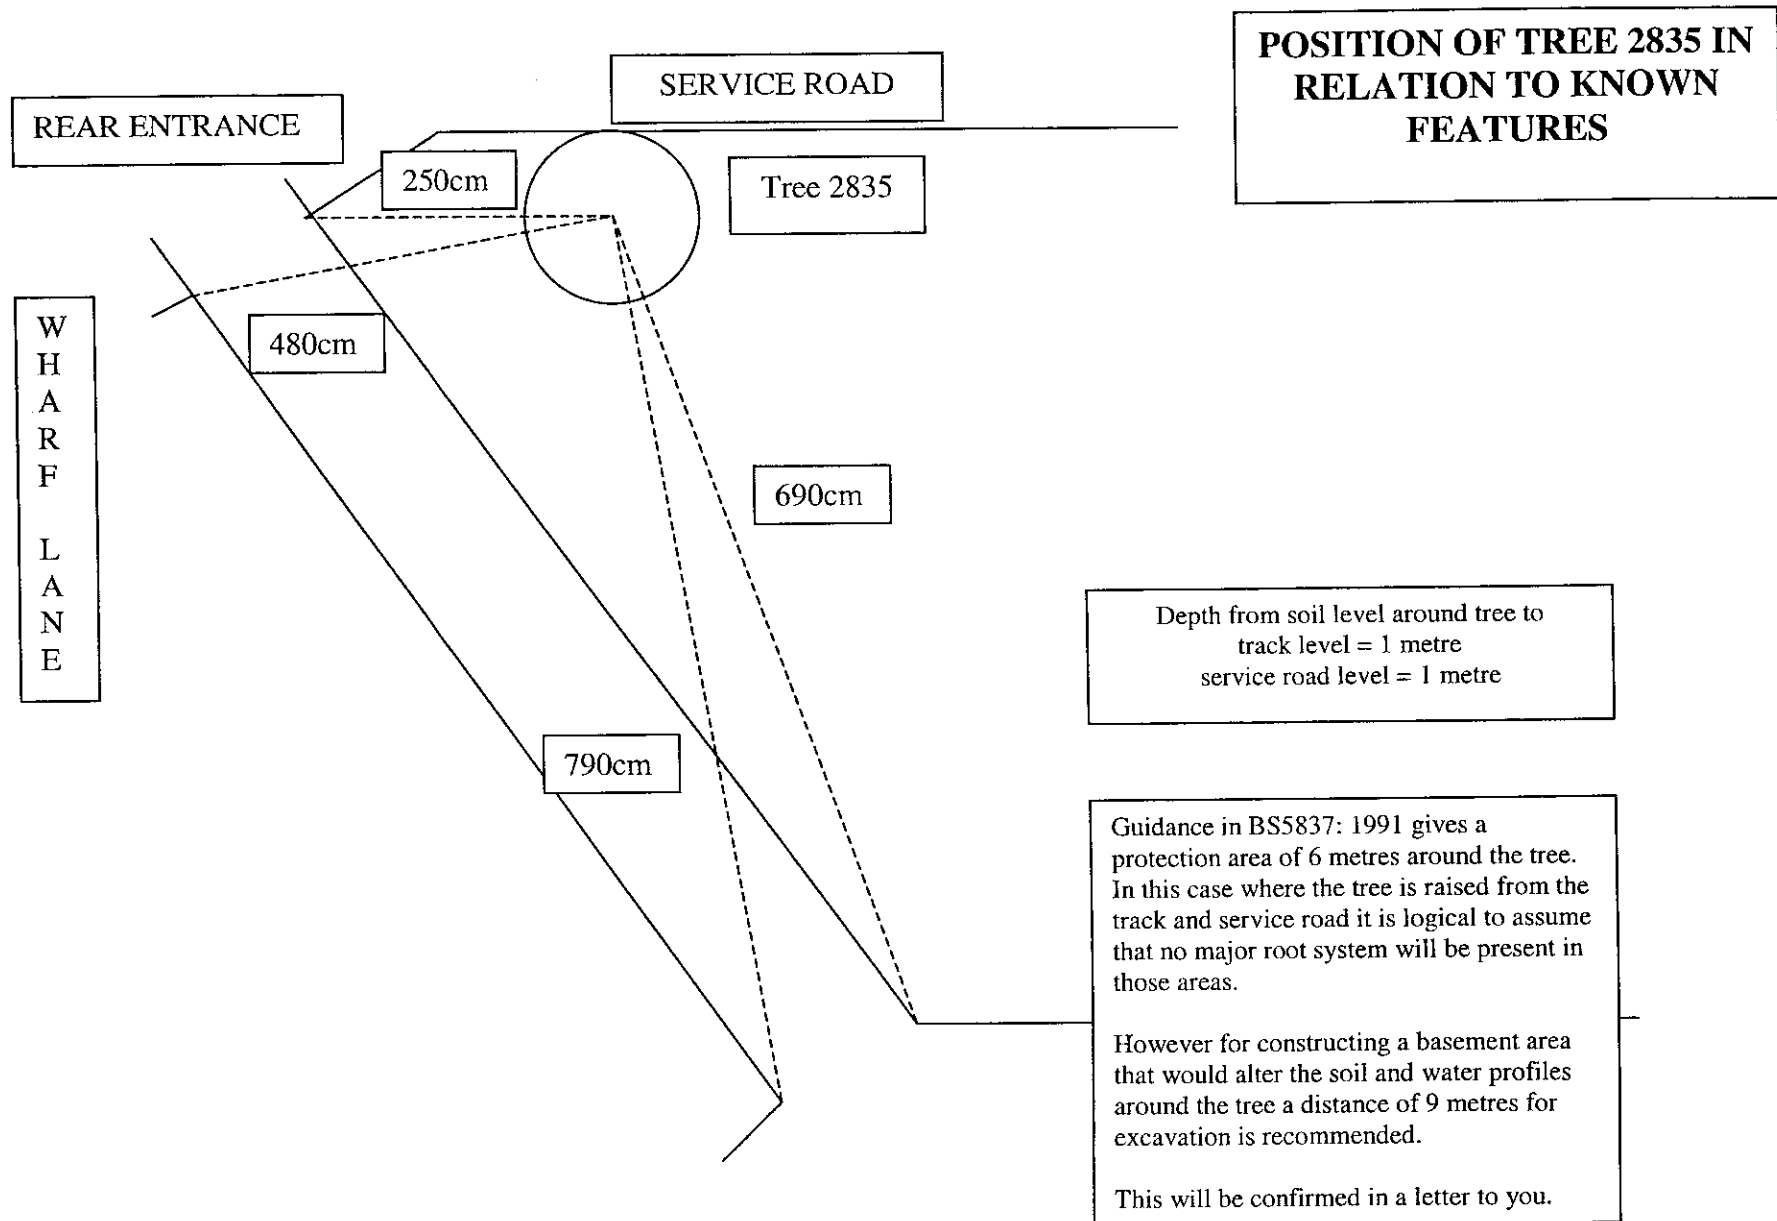 POSITION OF TREE 2835 IN
RELATION TO KNOWN
FEATURES
SERVICE ROAD
REAR ENTRANCE
250cm
Tree 2835
480cm
W
H
A
R
F
L
A
N
E
690cm
790cm
Depth from soil level around tree to
track level = 1 metre
service road level = 1 metre
Guidance in BS5837: 1991 gives a
protection area of 6 metres around the tree.
In this case where the tree is raised from the
track and service road it is logical to assume
that no major root system will be present in
those areas.
However for constructing a basement area
that would alter the soil and water profiles
around the tree a distance of 9 metres for
excavation is recommended.
This will be confirmed in a letter to you.